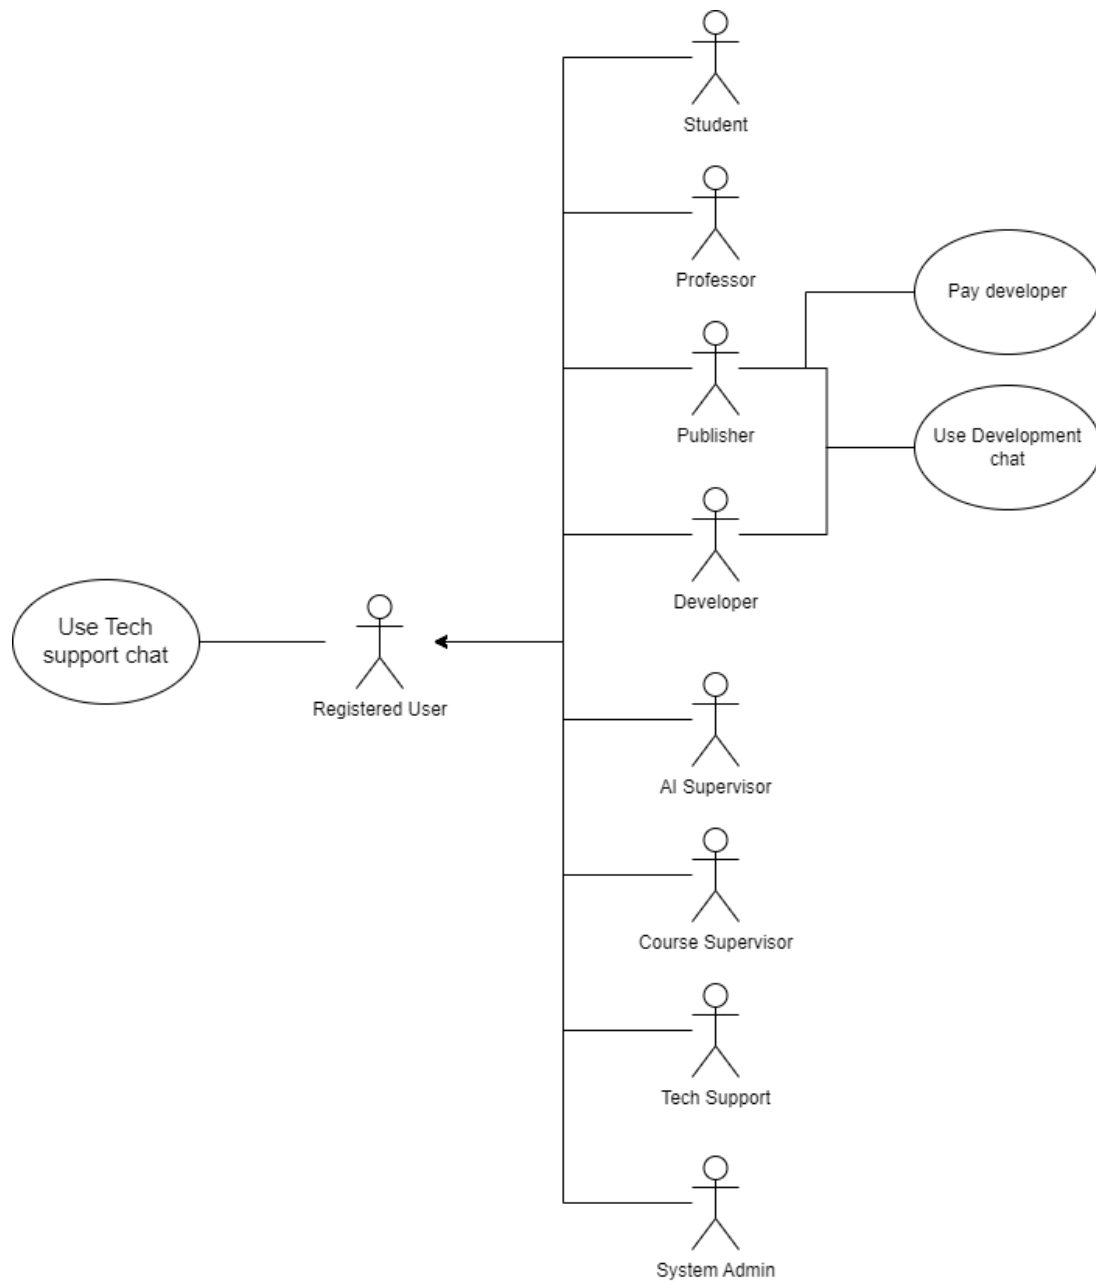 Student
Professor
Pay developer
Publisher
Use Development
chat
Developer
Use Tech
support chat
Registered User
AI Supervisor
Course Supervisor
Tech Support
System Admin